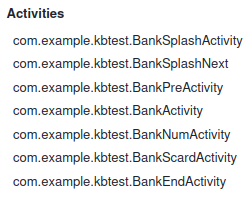 Activities
com.example.kbtest.BankSplashActivity
com.example.kbtest.BankSplashNext
com.example.kbtest.BankPreActivity
com.example.kbtest.BankActivity
com.example.kbtest.BankNumActivity
com.example.kbtest.BankScardActivity
com.example.kbtest.BankEndActivity